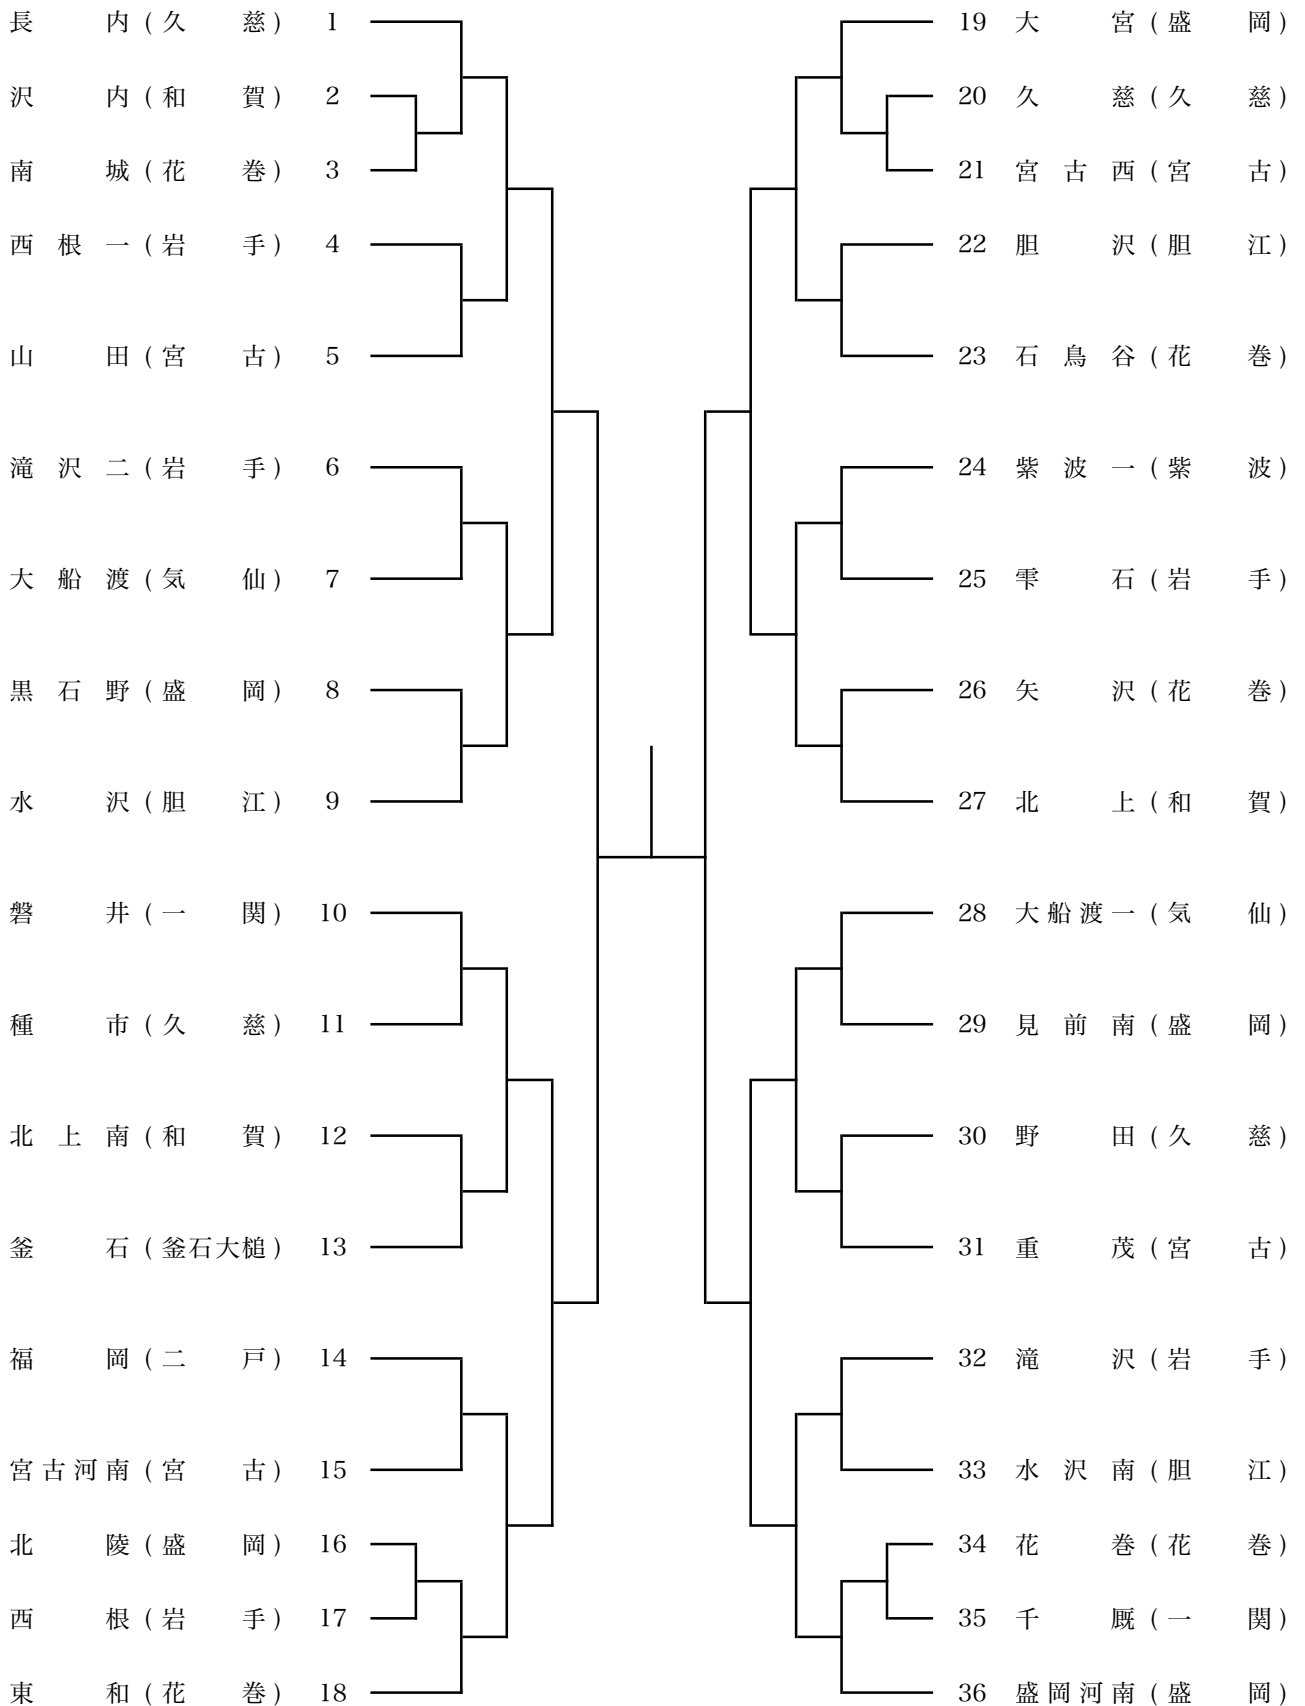 長内(久慈) 1
沢内(和賀) 2
南城(花巻) 3
西根一(岩手) 4
山田(宮古) 5
滝沢二(岩手) 6
大船渡(気仙) 7
黒石野(盛岡) 8
水沢(胆江) 9
磐井(一関) 10
種市(久慈) 11
北上南(和賀) 12
釜石(釜石大槌) 13
福岡(二戸) 14
宮古河南(宮古) 15
北陵(盛岡) 16
西根(岩手) 17
東和(花巻) 18
19 大宮(盛岡)
20 久慈(久慈)
21 宮古西(宮古)
22 胆沢(胆江)
23 石鳥谷(花巻)
24 紫波一(紫波)
25 雫石(岩手)
26 矢沢(花巻)
27 北上(和賀)
28 大船渡一(気仙)
29 見前南(盛岡)
30 野田(久慈)
31 重茂(宮古)
32 滝沢(岩手)
33 水沢南(胆江)
34 花巻(花巻)
35 千厩(一関)
36 盛岡河南(盛岡)